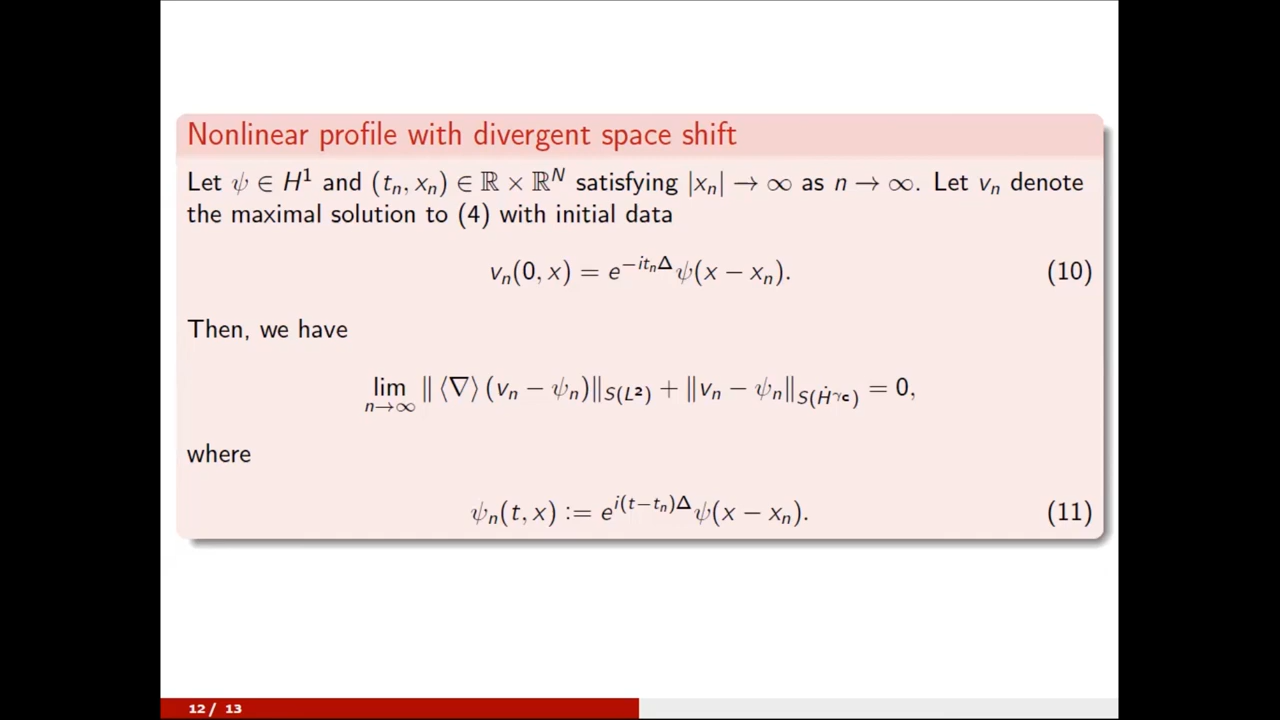 Nonlinear profile with divergent space shift
Let ψ ∈ H¹ and (tₙ, xₙ) ∈ ℝ × ℝᴺ satisfying |xₙ| → ∞ as n → ∞. Let vₙ denote
the maximal solution to (4) with initial data
vₙ(0, x) = e^{−itₙΔ}ψ(x − xₙ). (10)
Then, we have
lim_{n→∞} ‖ ⟨∇⟩ (vₙ − ψₙ)‖_{S(L²)} + ‖vₙ − ψₙ‖_{S(Ḣ^{γ_c})} = 0,
where
ψₙ(t, x) := e^{i(t−tₙ)Δ}ψ(x − xₙ). (11)
12 / 13